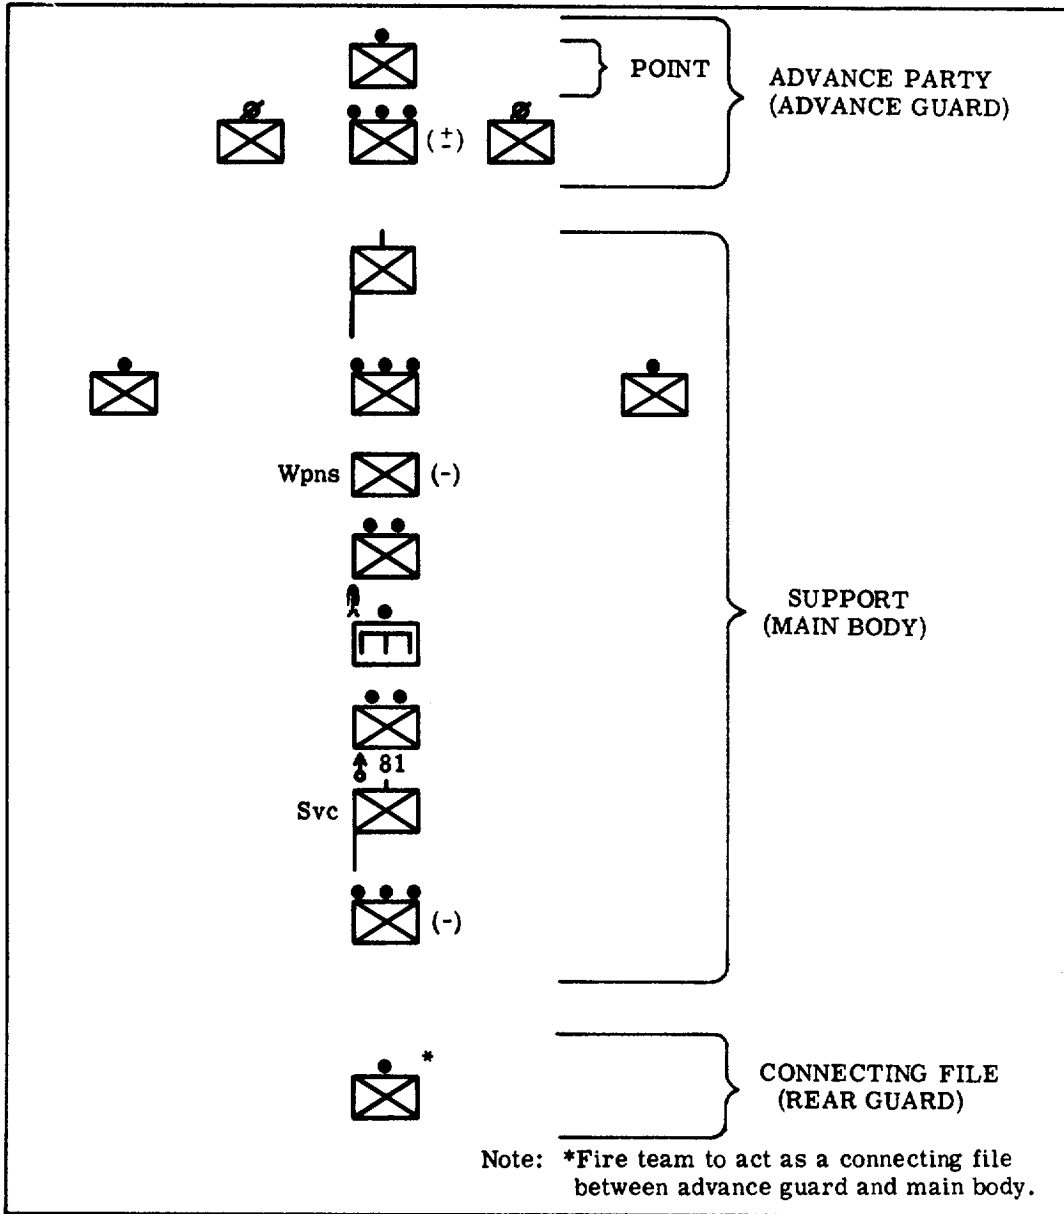 POINT
ADVANCE PARTY
(ADVANCE GUARD)
(±)
Wpns
(-)
SUPPORT
(MAIN BODY)
81
Svc
(-)
*
CONNECTING FILE
(REAR GUARD)
Note: *Fire team to act as a connecting file
between advance guard and main body.